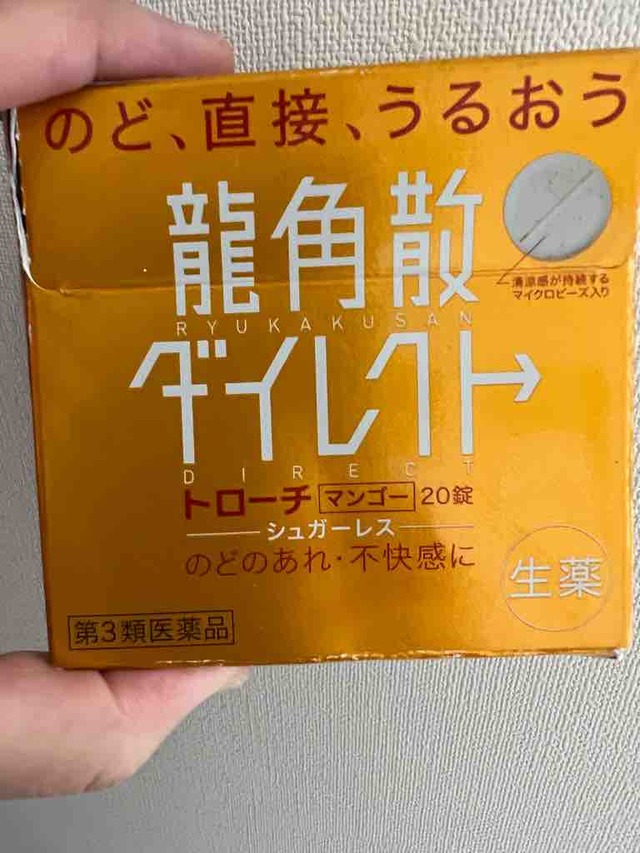 のど、直接、うるおう
龍角散
RYUKAKUSAN
清涼感が持続する
マイクロビーズ入り
ダイレクト
DIRECT
トローチ マンゴー 20錠
シュガーレス
のどのあれ・不快感に
生薬
第3類医薬品